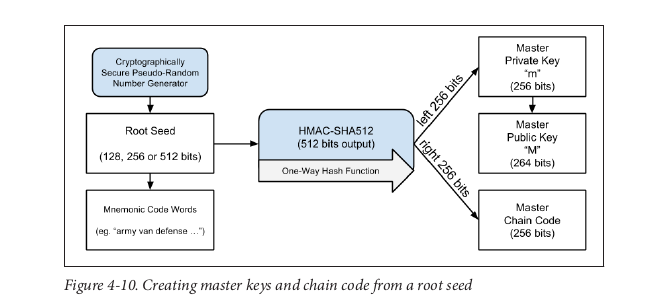 Cryptographically
Secure Pseudo-Random
Number Generator
Root Seed
(128, 256 or 512 bits)
Mnemonic Code Words
(eg. “army van defense ...”)
HMAC-SHA512
(512 bits output)
One-Way Hash Function
left 256 bits
right 256 bits
Master
Private Key
“m”
(256 bits)
Master
Public Key
“M”
(264 bits)
Master
Chain Code
(256 bits)
Figure 4-10. Creating master keys and chain code from a root seed